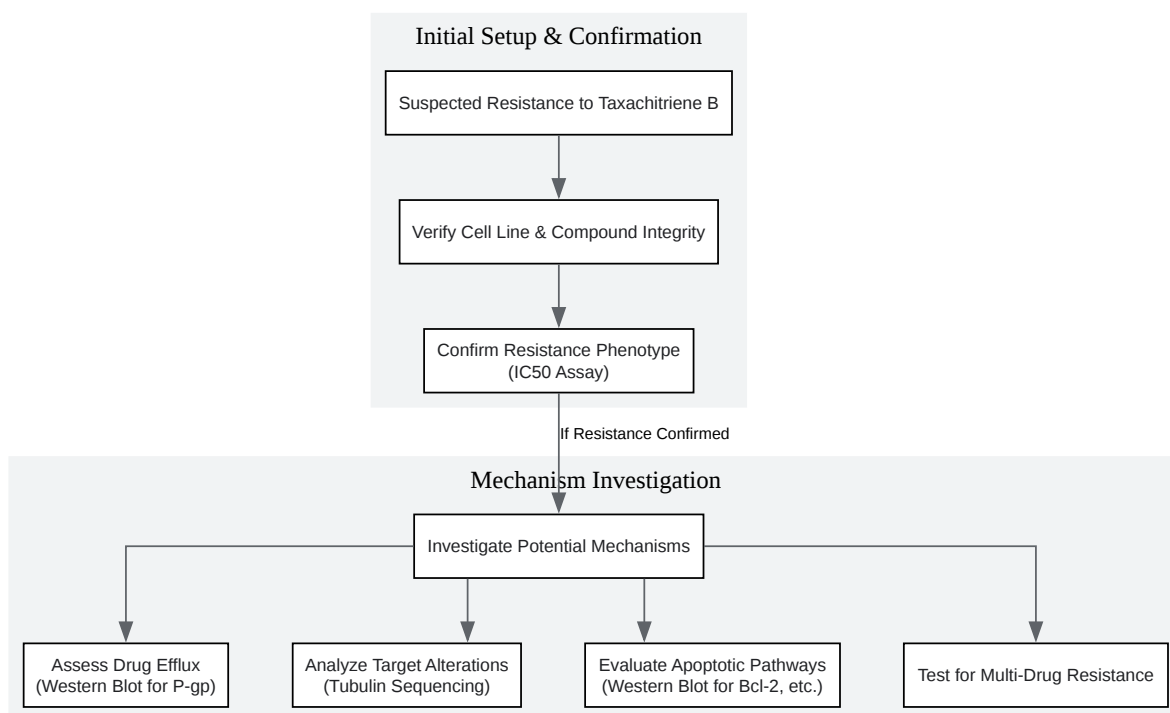 Initial Setup & Confirmation
Suspected Resistance to Taxachitriene B
Verify Cell Line & Compound Integrity
Confirm Resistance Phenotype
(IC50 Assay)
If Resistance Confirmed
Mechanism Investigation
Investigate Potential Mechanisms
Assess Drug Efflux
(Western Blot for P-gp)
Analyze Target Alterations
(Tubulin Sequencing)
Evaluate Apoptotic Pathways
(Western Blot for Bcl-2, etc.)
Test for Multi-Drug Resistance